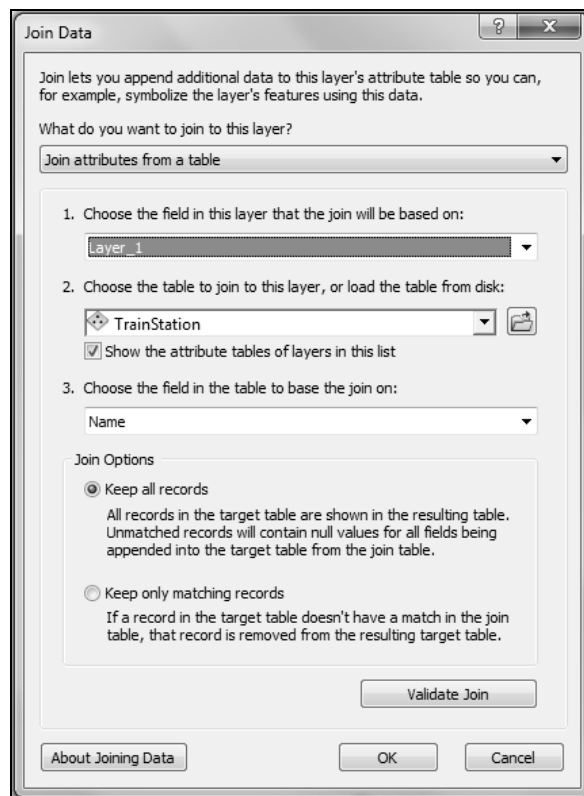 Join Data
Join lets you append additional data to this layer's attribute table so you can,
for example, symbolize the layer's features using this data.
What do you want to join to this layer?
Join attributes from a table
1. Choose the field in this layer that the join will be based on:
Layer_1
2. Choose the table to join to this layer, or load the table from disk:
TrainStation
Show the attribute tables of layers in this list
3. Choose the field in the table to base the join on:
Name
Join Options
Keep all records
All records in the target table are shown in the resulting table.
Unmatched records will contain null values for all fields being
appended into the target table from the join table.
Keep only matching records
If a record in the target table doesn't have a match in the join
table, that record is removed from the resulting target table.
Validate Join
About Joining Data
OK
Cancel